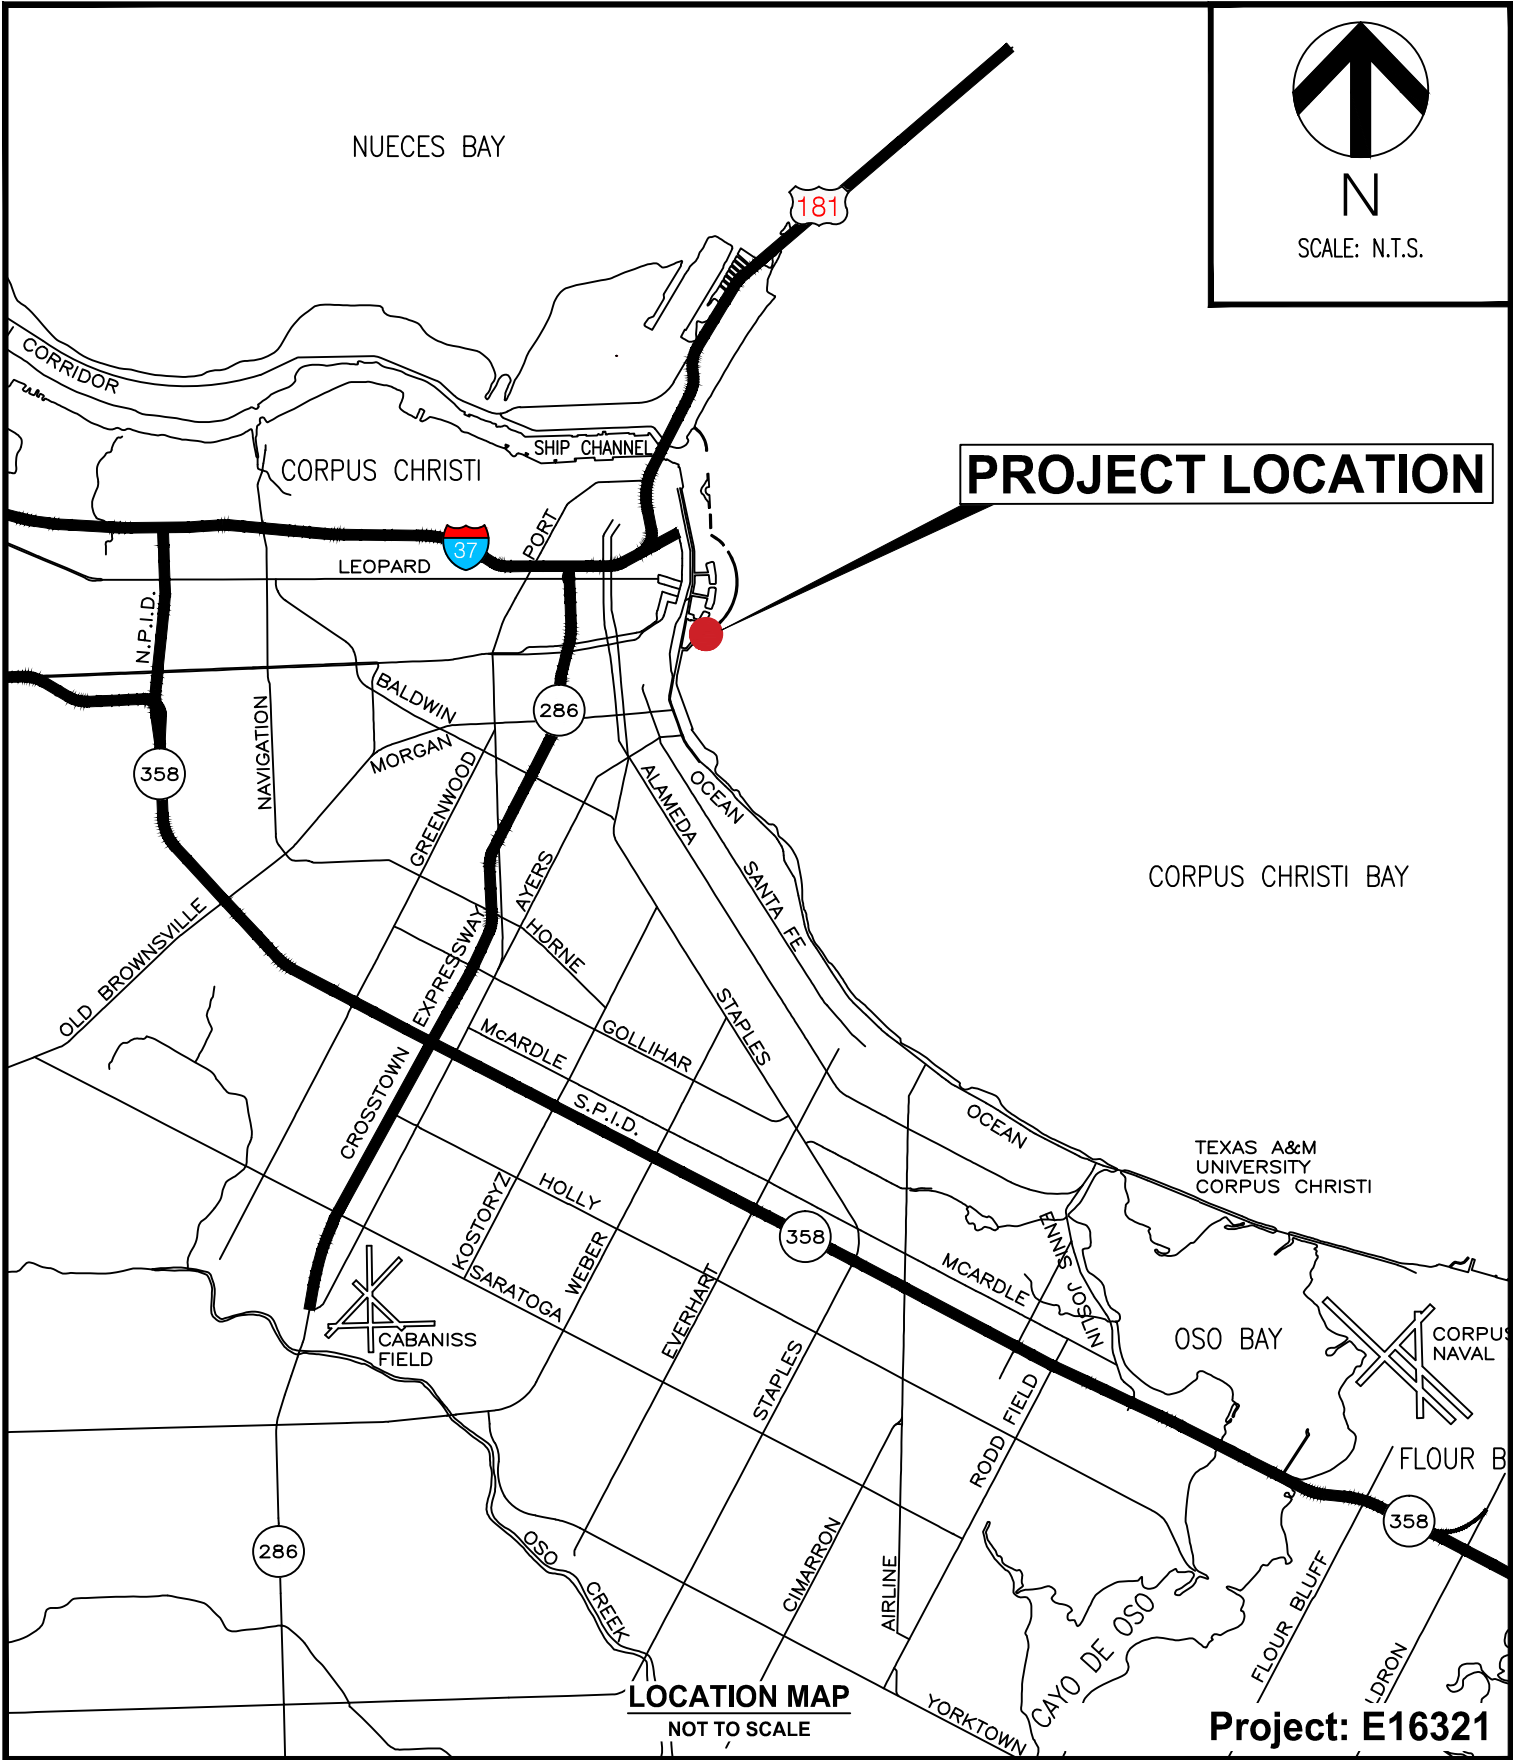 NUECES BAY
181
N
SCALE: N.T.S.
CORRIDOR
SHIP CHANNEL
CORPUS CHRISTI
PROJECT LOCATION
PORT
37
LEOPARD
N.P.I.D.
BALDWIN
286
NAVIGATION
MORGAN
358
GREENWOOD
ALAMEDA
OCEAN
AYERS
SANTA FE
CORPUS CHRISTI BAY
OLD BROWNSVILLE
CROSSTOWN EXPRESSWAY
HORNE
STAPLES
McARDLE
GOLLIHAR
S.P.I.D.
OCEAN
TEXAS A&M
UNIVERSITY
CORPUS CHRISTI
KOSTORYZ
HOLLY
WEBER
358
ENNIS JOSLIN
MCARDLE
SARATOGA
EVERHART
CABANISS
FIELD
STAPLES
OSO BAY
CORPUS
NAVAL
RODD FIELD
FLOUR B
358
286
OSO CREEK
CIMARRON
AIRLINE
CAYO DE OSO
FLOUR BLUFF
LDRON
YORKTOWN
LOCATION MAP
NOT TO SCALE
Project: E16321